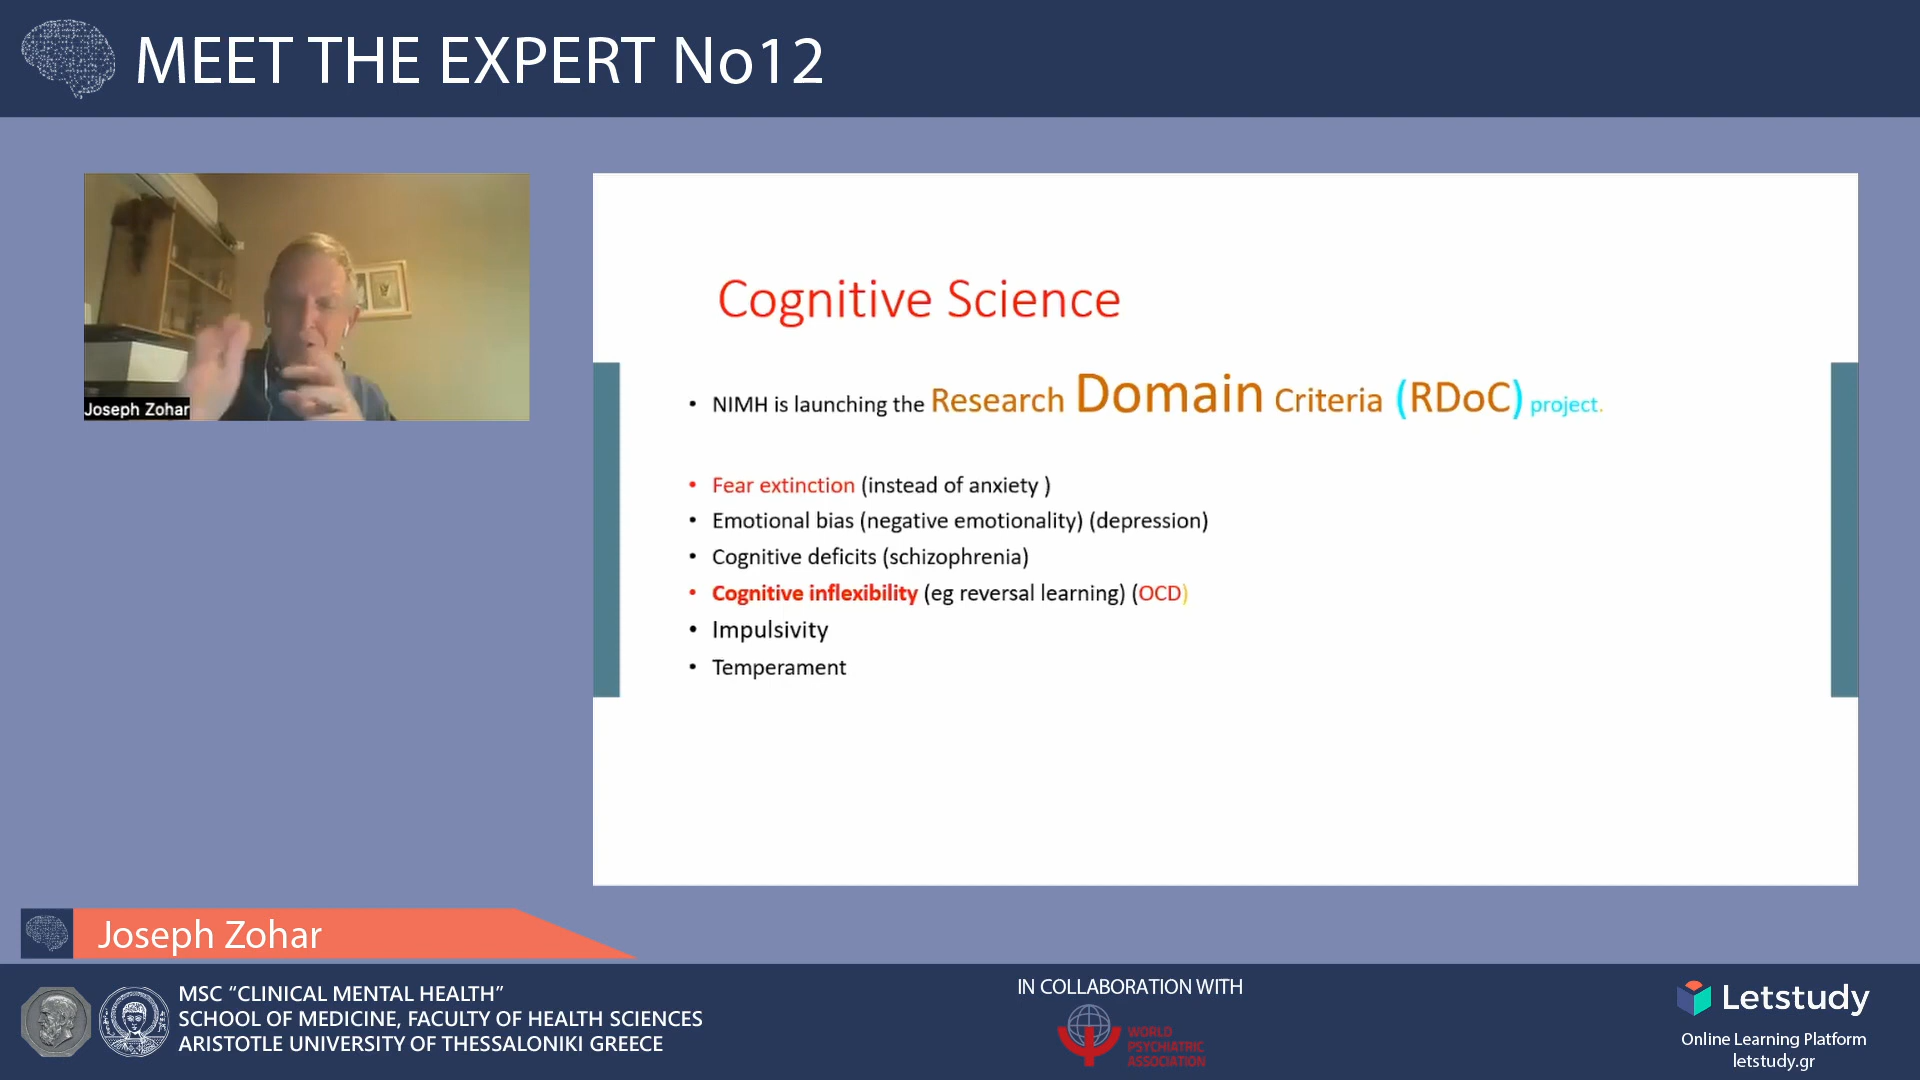 MEET THE EXPERT No12
Joseph Zohar
Cognitive Science
• NIMH is launching the Research Domain Criteria (RDoC) project.
• Fear extinction (instead of anxiety )
• Emotional bias (negative emotionality) (depression)
• Cognitive deficits (schizophrenia)
• Cognitive inflexibility (eg reversal learning) (OCD)
• Impulsivity
• Temperament
Joseph Zohar
MSC “CLINICAL MENTAL HEALTH”
SCHOOL OF MEDICINE, FACULTY OF HEALTH SCIENCES
ARISTOTLE UNIVERSITY OF THESSALONIKI GREECE
IN COLLABORATION WITH
WORLD
PSYCHIATRIC
ASSOCIATION
Letstudy
Online Learning Platform
letstudy.gr